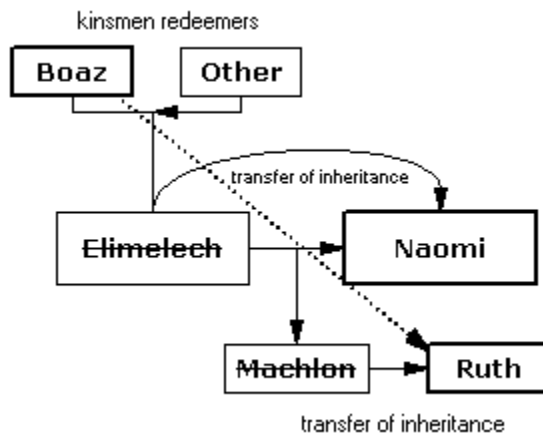 kinsmen redeemers
Boaz
Other
transfer of inheritance
Elimelech
Naomi
Machlon
Ruth
transfer of inheritance